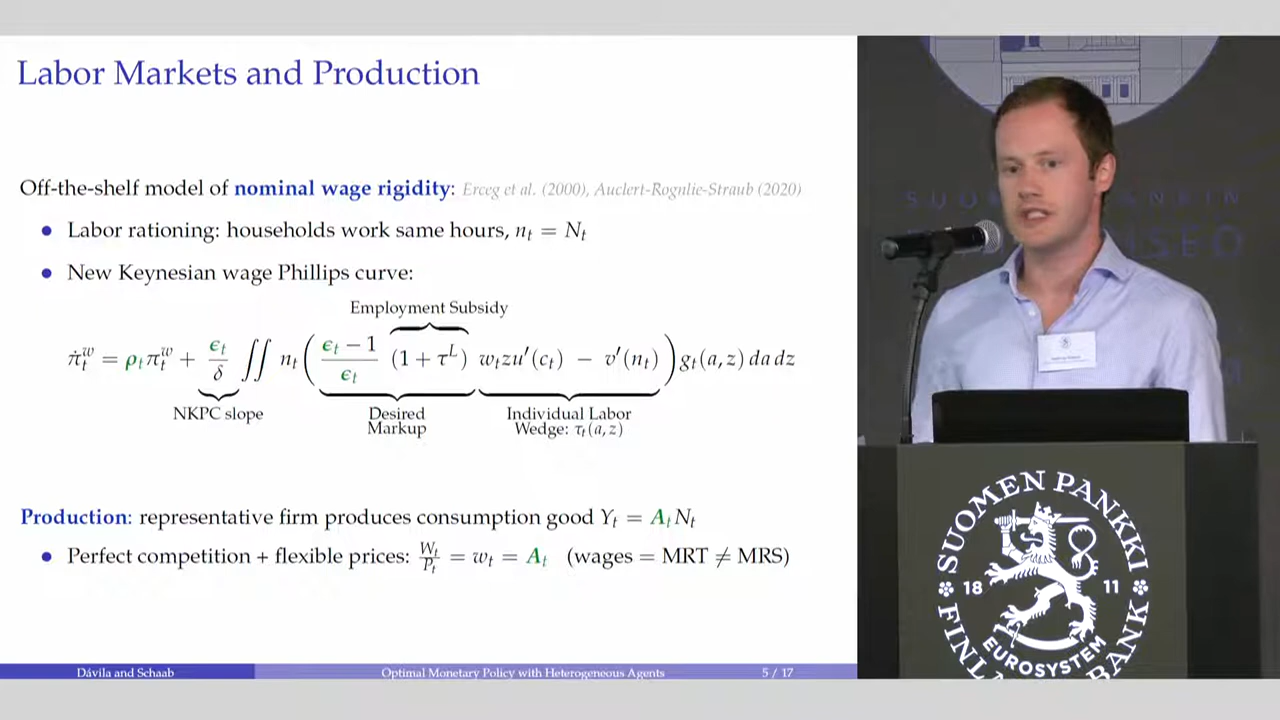 Labor Markets and Production
Off-the-shelf model of nominal wage rigidity: Erceg et al. (2000), Auclert-Rognlie-Straub (2020)
• Labor rationing: households work same hours, n_t = N_t
• New Keynesian wage Phillips curve:
Employment Subsidy
π̇_t^w = ρ_t π_t^w + ϵ_t/δ ∬ n_t ( (ϵ_t − 1)/ϵ_t (1 + τ^L) w_t z u′(c_t) − v′(n_t) ) g_t(a, z) da dz
NKPC slope
Desired Markup
Individual Labor Wedge: τ_t(a, z)
Production: representative firm produces consumption good Y_t = A_t N_t
• Perfect competition + flexible prices: W_t/P_t = w_t = A_t (wages = MRT ≠ MRS)
Dávila and Schaab
Optimal Monetary Policy with Heterogeneous Agents
5 / 17
SUOMEN PANKKI
18 11
EUROSYSTEM